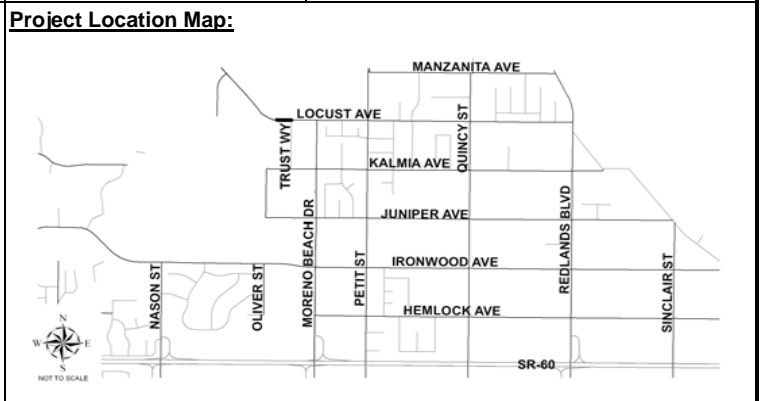 Project Location Map:
MANZANITA AVE
LOCUST AVE
TRUST WY
QUINCY ST
KALMIA AVE
MORENO BEACH DR
JUNIPER AVE
REDLANDS BLVD
NASON ST
OLIVER ST
PETIT ST
IRONWOOD AVE
SINCLAIR ST
HEMLOCK AVE
N
W
E
S
NOT TO SCALE
SR-60